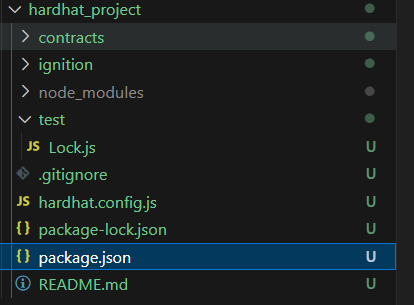 hardhat_project
contracts
ignition
node_modules
test
JS Lock.js U
.gitignore U
JS hardhat.config.js U
{} package-lock.json U
{} package.json U
README.md U